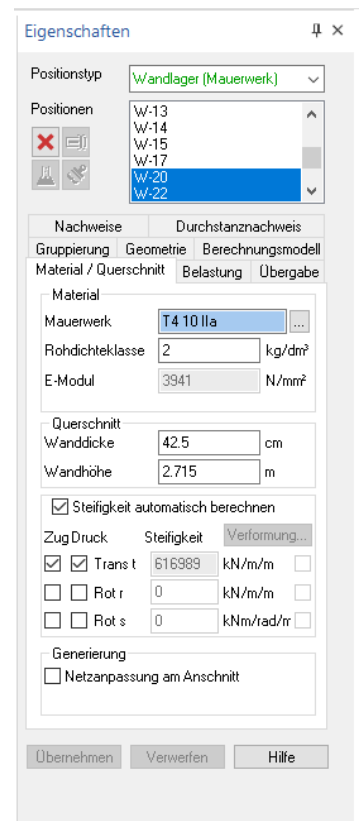 Eigenschaften
Positionstyp Wandlager (Mauerwerk)
Positionen W-13
W-14
W-15
W-17
W-20
W-22
Nachweise Durchstanznachweis
Gruppierung Geometrie Berechnungsmodell
Material / Querschnitt Belastung Übergabe
Material
Mauerwerk T4 10 IIa ...
Rohdichteklasse 2 kg/dm³
E-Modul 3941 N/mm²
Querschnitt
Wanddicke 42.5 cm
Wandhöhe 2.715 m
Steifigkeit automatisch berechnen
Zug Druck Steifigkeit Verformung...
Trans t 616989 kN/m/m
Rot r 0 kN/m/m
Rot s 0 kNm/rad/m
Generierung
Netzanpassung am Anschnitt
Übernehmen Verwerfen Hilfe